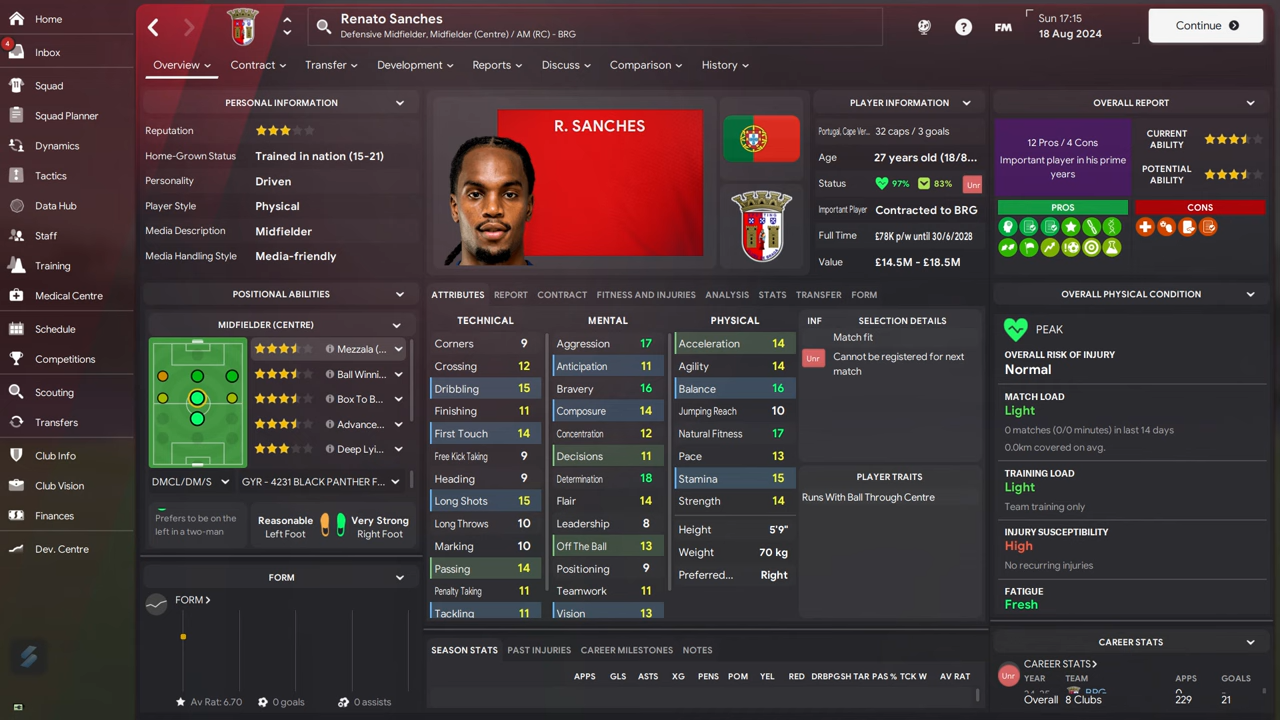 Home
4
Inbox
Squad
Squad Planner
Dynamics
Tactics
Data Hub
Staff
Training
Medical Centre
Schedule
Competitions
Scouting
Transfers
Club Info
Club Vision
Finances
Dev. Centre
Renato Sanches
Defensive Midfielder, Midfielder (Centre) / AM (RC) - BRG
?
FM
Sun 17:15
18 Aug 2024
Continue
Overview
Contract
Transfer
Development
Reports
Discuss
Comparison
History
PERSONAL INFORMATION
Reputation
Home-Grown Status Trained in nation (15-21)
Personality Driven
Player Style Physical
Media Description Midfielder
Media Handling Style Media-friendly
R. SANCHES
PLAYER INFORMATION
Portugal, Cape Ver... 32 caps / 3 goals
Age 27 years old (18/8...
Status 97% 83% Unr
Important Player Contracted to BRG
Full Time £78K p/w until 30/6/2028
Value £14.5M - £18.5M
OVERALL REPORT
12 Pros / 4 Cons
Important player in his prime years
CURRENT ABILITY
POTENTIAL ABILITY
PROS
CONS
POSITIONAL ABILITIES
MIDFIELDER (CENTRE)
Mezzala (...
Ball Winni...
Box To B...
Advance...
Deep Lyi...
DMCL/DM/S
GYR - 4231 BLACK PANTHER F...
Prefers to be on the left in a two-man
Reasonable Left Foot
Very Strong Right Foot
FORM
FORM
Av Rat: 6.70
0 goals
0 assists
ATTRIBUTES
REPORT
CONTRACT
FITNESS AND INJURIES
ANALYSIS
STATS
TRANSFER
FORM
TECHNICAL
Corners 9
Crossing 12
Dribbling 15
Finishing 11
First Touch 14
Free Kick Taking 9
Heading 9
Long Shots 15
Long Throws 10
Marking 10
Passing 14
Penalty Taking 11
Tackling 11
MENTAL
Aggression 17
Anticipation 11
Bravery 16
Composure 14
Concentration 12
Decisions 11
Determination 18
Flair 14
Leadership 8
Off The Ball 13
Positioning 9
Teamwork 11
Vision 13
PHYSICAL
Acceleration 14
Agility 14
Balance 16
Jumping Reach 10
Natural Fitness 17
Pace 13
Stamina 15
Strength 14
Height 5'9"
Weight 70 kg
Preferred... Right
INF
SELECTION DETAILS
Match fit
Unr
Cannot be registered for next match
PLAYER TRAITS
Runs With Ball Through Centre
OVERALL PHYSICAL CONDITION
PEAK
OVERALL RISK OF INJURY
Normal
MATCH LOAD
Light
0 matches (0/0 minutes) in last 14 days
0.0km covered on avg.
TRAINING LOAD
Light
Team training only
INJURY SUSCEPTIBILITY
High
No recurring injuries
FATIGUE
Fresh
SEASON STATS
PAST INJURIES
CAREER MILESTONES
NOTES
APPS GLS ASTS XG PENS POM YEL RED DRBPG SH TAR PAS % TCK W AV RAT
CAREER STATS
Unr
CAREER STATS
YEAR TEAM APPS GOALS
Overall 8 Clubs 229 21